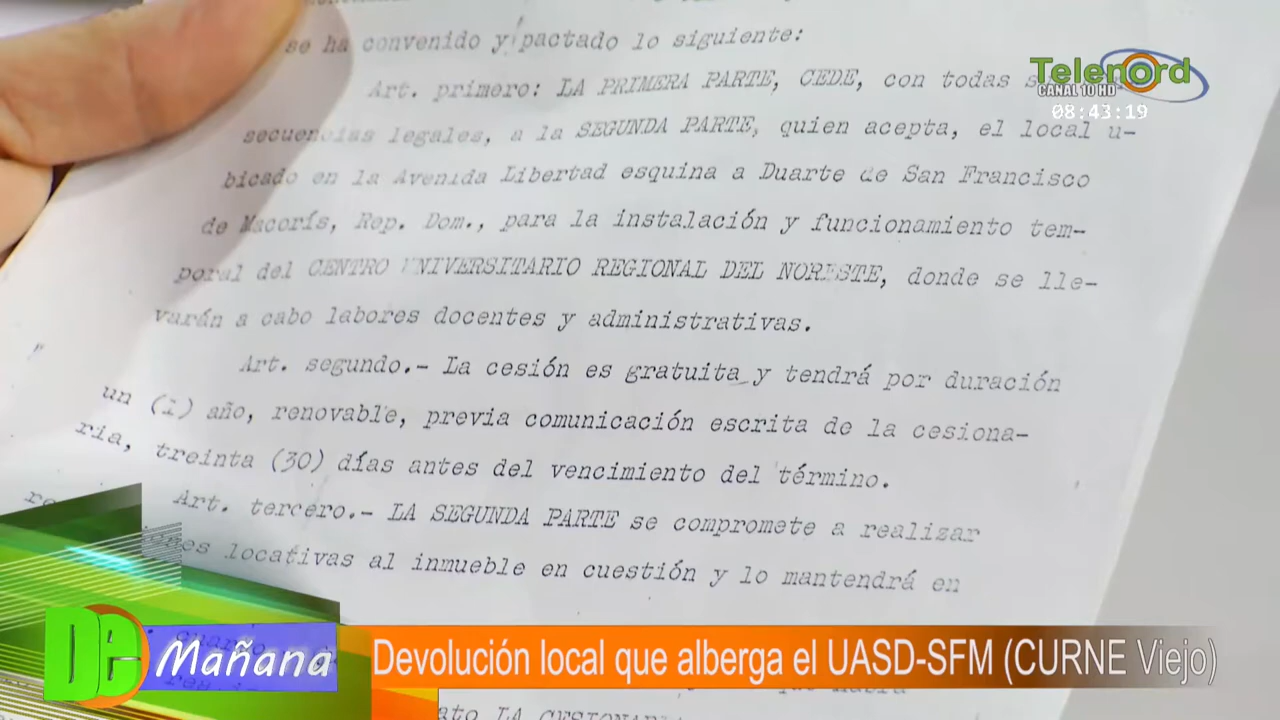 se ha convenido y pactado lo siguiente:
Art. primero: LA PRIMERA PARTE, CEDE, con todas s
secuencias legales, a la SEGUNDA PARTE, quien acepta, el local u-
bicado en la Avenida Libertad esquina a Duarte de San Francisco
de Macorís, Rep. Dom., para la instalación y funcionamiento tem-
poral del CENTRO UNIVERSITARIO REGIONAL DEL NORESTE, donde se lle-
varán a cabo labores docentes y administrativas.
Art. segundo.- La cesión es gratuita y tendrá por duración
un (1) año, renovable, previa comunicación escrita de la cesiona-
ria, treinta (30) días antes del vencimiento del término.
Art. tercero.- LA SEGUNDA PARTE se compromete a realizar
locativas al inmueble en cuestión y lo mantendrá en
Telenord
CANAL 10 HD
08:43:19
De Mañana
Devolución local que alberga el UASD-SFM (CURNE Viejo)
LA CESIONARIA